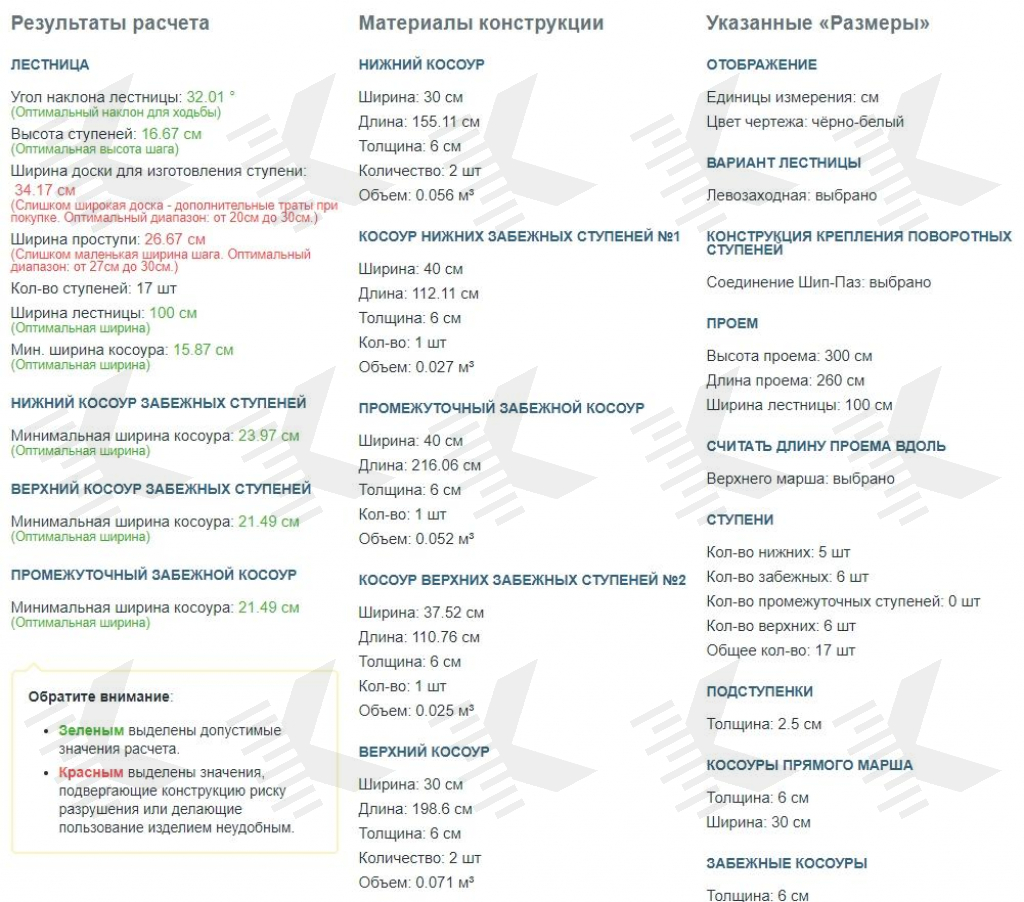 Результаты расчета
ЛЕСТНИЦА
Угол наклона лестницы: 32.01 °
(Оптимальный наклон для ходьбы)
Высота ступеней: 16.67 см
(Оптимальная высота шага)
Ширина доски для изготовления ступени:
34.17 см
(Слишком широкая доска - дополнительные траты при
покупке. Оптимальный диапазон: от 20см до 30см.)
Ширина проступи: 26.67 см
(Слишком маленькая ширина шага. Оптимальный
диапазон: от 27см до 30см.)
Кол-во ступеней: 17 шт
Ширина лестницы: 100 см
(Оптимальная ширина)
Мин. ширина косоура: 15.87 см
(Оптимальная ширина)
НИЖНИЙ КОСОУР ЗАБЕЖНЫХ СТУПЕНЕЙ
Минимальная ширина косоура: 23.97 см
(Оптимальная ширина)
ВЕРХНИЙ КОСОУР ЗАБЕЖНЫХ СТУПЕНЕЙ
Минимальная ширина косоура: 21.49 см
(Оптимальная ширина)
ПРОМЕЖУТОЧНЫЙ ЗАБЕЖНОЙ КОСОУР
Минимальная ширина косоура: 21.49 см
(Оптимальная ширина)
Обратите внимание:
• Зеленым выделены допустимые
значения расчета.
• Красным выделены значения,
подвергающие конструкцию риску
разрушения или делающие
пользование изделием неудобным.
Материалы конструкции
НИЖНИЙ КОСОУР
Ширина: 30 см
Длина: 155.11 см
Толщина: 6 см
Количество: 2 шт
Объем: 0.056 м³
КОСОУР НИЖНИХ ЗАБЕЖНЫХ СТУПЕНЕЙ №1
Ширина: 40 см
Длина: 112.11 см
Толщина: 6 см
Кол-во: 1 шт
Объем: 0.027 м³
ПРОМЕЖУТОЧНЫЙ ЗАБЕЖНОЙ КОСОУР
Ширина: 40 см
Длина: 216.06 см
Толщина: 6 см
Кол-во: 1 шт
Объем: 0.052 м³
КОСОУР ВЕРХНИХ ЗАБЕЖНЫХ СТУПЕНЕЙ №2
Ширина: 37.52 см
Длина: 110.76 см
Толщина: 6 см
Кол-во: 1 шт
Объем: 0.025 м³
ВЕРХНИЙ КОСОУР
Ширина: 30 см
Длина: 198.6 см
Толщина: 6 см
Количество: 2 шт
Объем: 0.071 м³
Указанные «Размеры»
ОТОБРАЖЕНИЕ
Единицы измерения: см
Цвет чертежа: чёрно-белый
ВАРИАНТ ЛЕСТНИЦЫ
Левозаходная: выбрано
КОНСТРУКЦИЯ КРЕПЛЕНИЯ ПОВОРОТНЫХ
СТУПЕНЕЙ
Соединение Шип-Паз: выбрано
ПРОЕМ
Высота проема: 300 см
Длина проема: 260 см
Ширина лестницы: 100 см
СЧИТАТЬ ДЛИНУ ПРОЕМА ВДОЛЬ
Верхнего марша: выбрано
СТУПЕНИ
Кол-во нижних: 5 шт
Кол-во забежных: 6 шт
Кол-во промежуточных ступеней: 0 шт
Кол-во верхних: 6 шт
Общее кол-во: 17 шт
ПОДСТУПЕНКИ
Толщина: 2.5 см
КОСОУРЫ ПРЯМОГО МАРША
Толщина: 6 см
Ширина: 30 см
ЗАБЕЖНЫЕ КОСОУРЫ
Толщина: 6 см